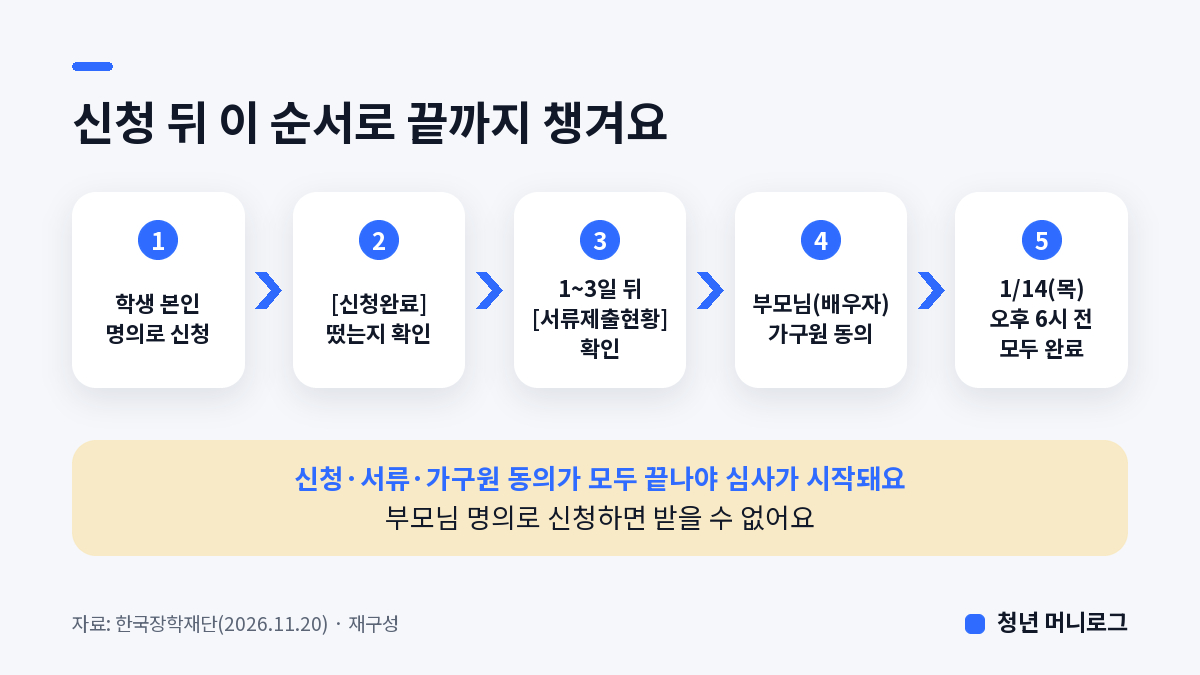 신청 뒤 이 순서로 끝까지 챙겨요
1
학생 본인
명의로 신청
2
[신청완료]
떴는지 확인
3
1~3일 뒤
[서류제출현황]
확인
4
부모님(배우자)
가구원 동의
5
1/14(목)
오후 6시 전
모두 완료
신청·서류·가구원 동의가 모두 끝나야 심사가 시작돼요
부모님 명의로 신청하면 받을 수 없어요
자료: 한국장학재단(2026.11.20) · 재구성
청년 머니로그